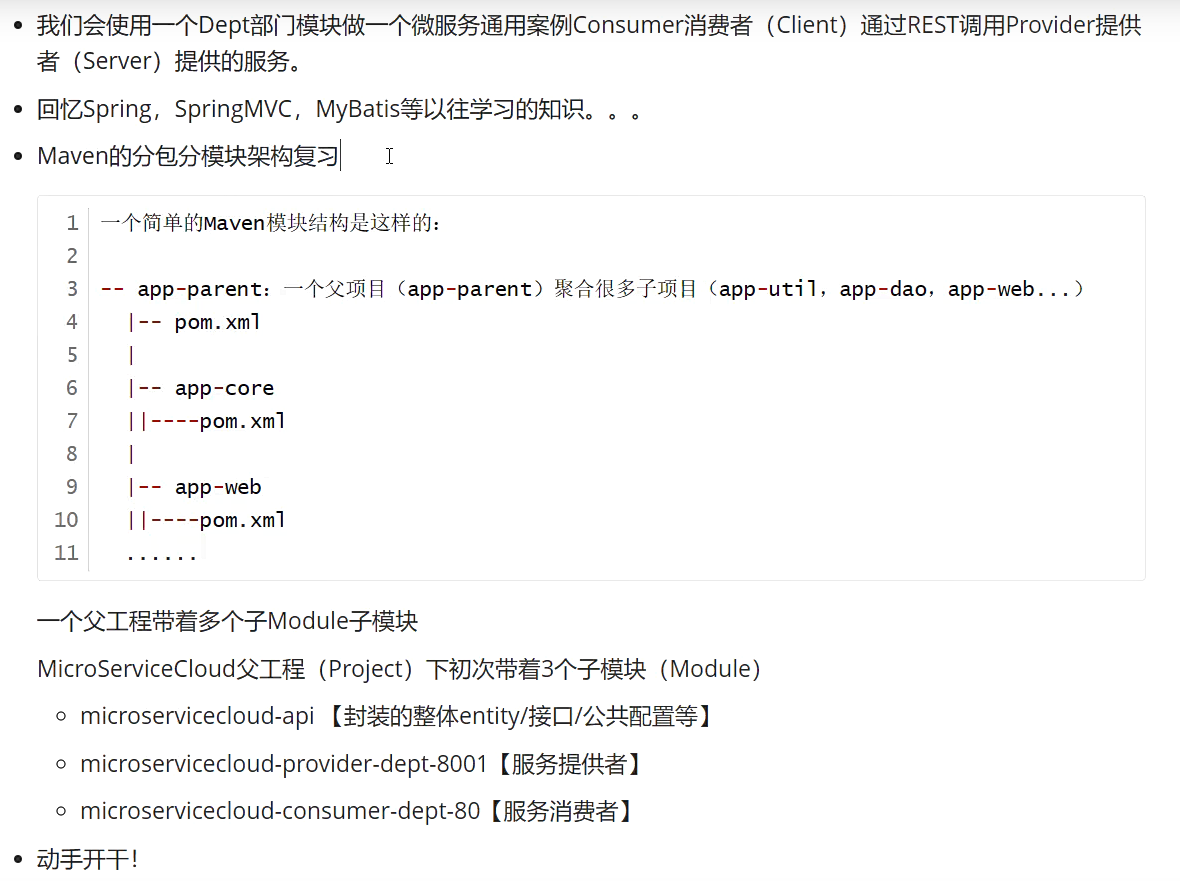 我们会使用一个Dept部门模块做一个微服务通用案例Consumer消费者（Client）通过REST调用Provider提供
者（Server）提供的服务。
回忆Spring，SpringMVC，MyBatis等以往学习的知识。。。
Maven的分包分模块架构复习
1 一个简单的Maven模块结构是这样的：
2
3 -- app-parent：一个父项目（app-parent）聚合很多子项目（app-util，app-dao，app-web...）
4 |-- pom.xml
5 |
6 |-- app-core
7 ||----pom.xml
8 |
9 |-- app-web
10 ||----pom.xml
11 ......
一个父工程带着多个子Module子模块
MicroServiceCloud父工程（Project）下初次带着3个子模块（Module）
microservicecloud-api 【封装的整体entity/接口/公共配置等】
microservicecloud-provider-dept-8001【服务提供者】
microservicecloud-consumer-dept-80【服务消费者】
动手开干！